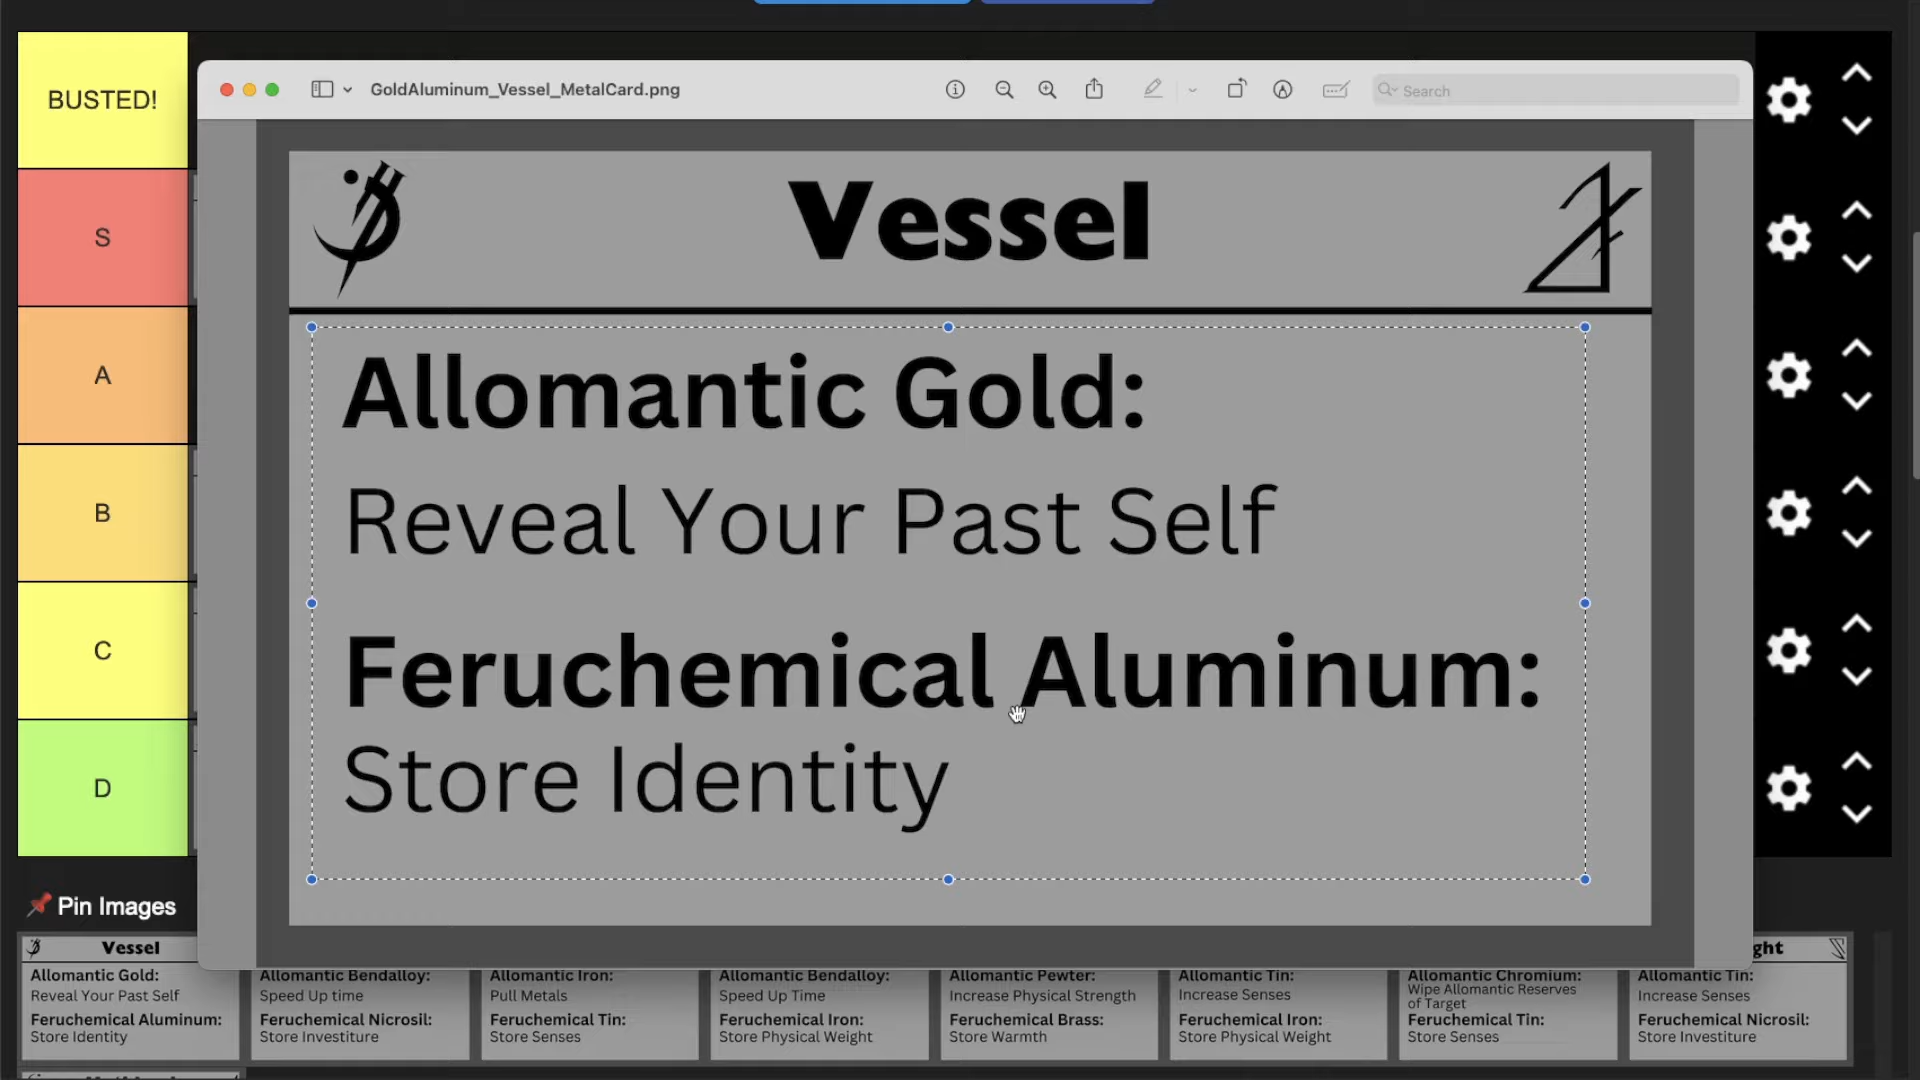 BUSTED!
S
A
B
C
D
GoldAluminum_Vessel_MetalCard.png
Search
Vessel
Allomantic Gold:
Reveal Your Past Self
Feruchemical Aluminum:
Store Identity
Pin Images
Vessel
Allomantic Gold:
Reveal Your Past Self
Feruchemical Aluminum:
Store Identity
Allomantic Bendalloy:
Speed Up time
Feruchemical Nicrosil:
Store Investiture
Allomantic Iron:
Pull Metals
Feruchemical Tin:
Store Senses
Allomantic Bendalloy:
Speed Up Time
Feruchemical Iron:
Store Physical Weight
Allomantic Pewter:
Increase Physical Strength
Feruchemical Brass:
Store Warmth
Allomantic Tin:
Increase Senses
Feruchemical Iron:
Store Physical Weight
Allomantic Chromium:
Wipe Allomantic Reserves
of Target
Feruchemical Tin:
Store Senses
ght
Allomantic Tin:
Increase Senses
Feruchemical Nicrosil:
Store Investiture